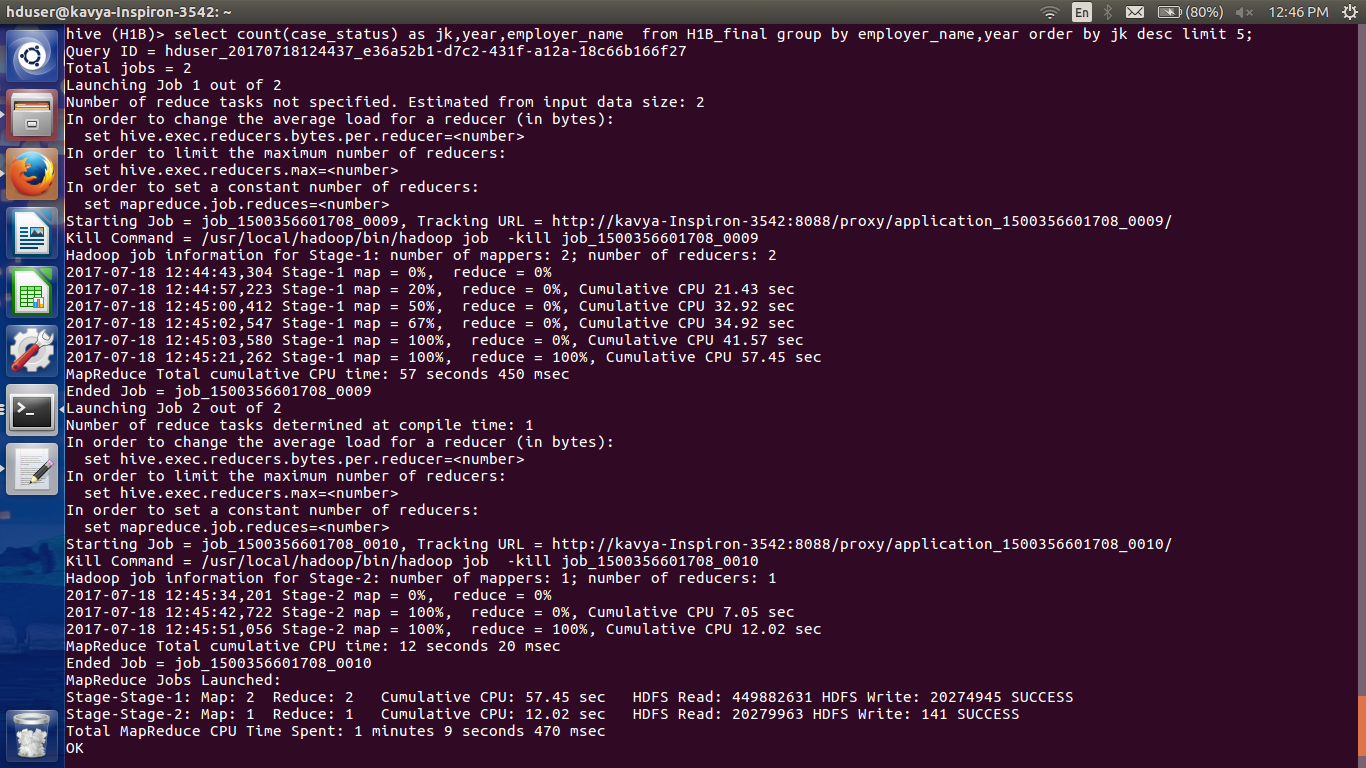 hduser@kavya-Inspiron-3542: ~
En
(80%)
12:46 PM
hive (H1B)> select count(case_status) as jk,year,employer_name  from H1B_final group by employer_name,year order by jk desc limit 5;
Query ID = hduser_20170718124437_e36a52b1-d7c2-431f-a12a-18c66b166f27
Total jobs = 2
Launching Job 1 out of 2
Number of reduce tasks not specified. Estimated from input data size: 2
In order to change the average load for a reducer (in bytes):
  set hive.exec.reducers.bytes.per.reducer=<number>
In order to limit the maximum number of reducers:
  set hive.exec.reducers.max=<number>
In order to set a constant number of reducers:
  set mapreduce.job.reduces=<number>
Starting Job = job_1500356601708_0009, Tracking URL = http://kavya-Inspiron-3542:8088/proxy/application_1500356601708_0009/
Kill Command = /usr/local/hadoop/bin/hadoop job  -kill job_1500356601708_0009
Hadoop job information for Stage-1: number of mappers: 2; number of reducers: 2
2017-07-18 12:44:43,304 Stage-1 map = 0%,  reduce = 0%
2017-07-18 12:44:57,223 Stage-1 map = 20%,  reduce = 0%, Cumulative CPU 21.43 sec
2017-07-18 12:45:00,412 Stage-1 map = 50%,  reduce = 0%, Cumulative CPU 32.92 sec
2017-07-18 12:45:02,547 Stage-1 map = 67%,  reduce = 0%, Cumulative CPU 34.92 sec
2017-07-18 12:45:03,580 Stage-1 map = 100%,  reduce = 0%, Cumulative CPU 41.57 sec
2017-07-18 12:45:21,262 Stage-1 map = 100%,  reduce = 100%, Cumulative CPU 57.45 sec
MapReduce Total cumulative CPU time: 57 seconds 450 msec
Ended Job = job_1500356601708_0009
Launching Job 2 out of 2
Number of reduce tasks determined at compile time: 1
In order to change the average load for a reducer (in bytes):
  set hive.exec.reducers.bytes.per.reducer=<number>
In order to limit the maximum number of reducers:
  set hive.exec.reducers.max=<number>
In order to set a constant number of reducers:
  set mapreduce.job.reduces=<number>
Starting Job = job_1500356601708_0010, Tracking URL = http://kavya-Inspiron-3542:8088/proxy/application_1500356601708_0010/
Kill Command = /usr/local/hadoop/bin/hadoop job  -kill job_1500356601708_0010
Hadoop job information for Stage-2: number of mappers: 1; number of reducers: 1
2017-07-18 12:45:34,201 Stage-2 map = 0%,  reduce = 0%
2017-07-18 12:45:42,722 Stage-2 map = 100%,  reduce = 0%, Cumulative CPU 7.05 sec
2017-07-18 12:45:51,056 Stage-2 map = 100%,  reduce = 100%, Cumulative CPU 12.02 sec
MapReduce Total cumulative CPU time: 12 seconds 20 msec
Ended Job = job_1500356601708_0010
MapReduce Jobs Launched:
Stage-Stage-1: Map: 2  Reduce: 2   Cumulative CPU: 57.45 sec   HDFS Read: 449882631 HDFS Write: 20274945 SUCCESS
Stage-Stage-2: Map: 1  Reduce: 1   Cumulative CPU: 12.02 sec   HDFS Read: 20279963 HDFS Write: 141 SUCCESS
Total MapReduce CPU Time Spent: 1 minutes 9 seconds 470 msec
OK